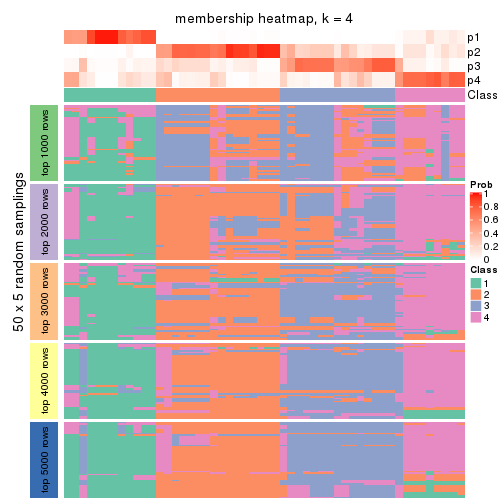 membership heatmap, k = 4
p1
p2
p3
p4
Class
50 x 5 random samplings
top 1000 rows
top 2000 rows
top 3000 rows
top 4000 rows
top 5000 rows
Prob
1
0.8
0.6
0.4
0.2
0
Class
1
2
3
4